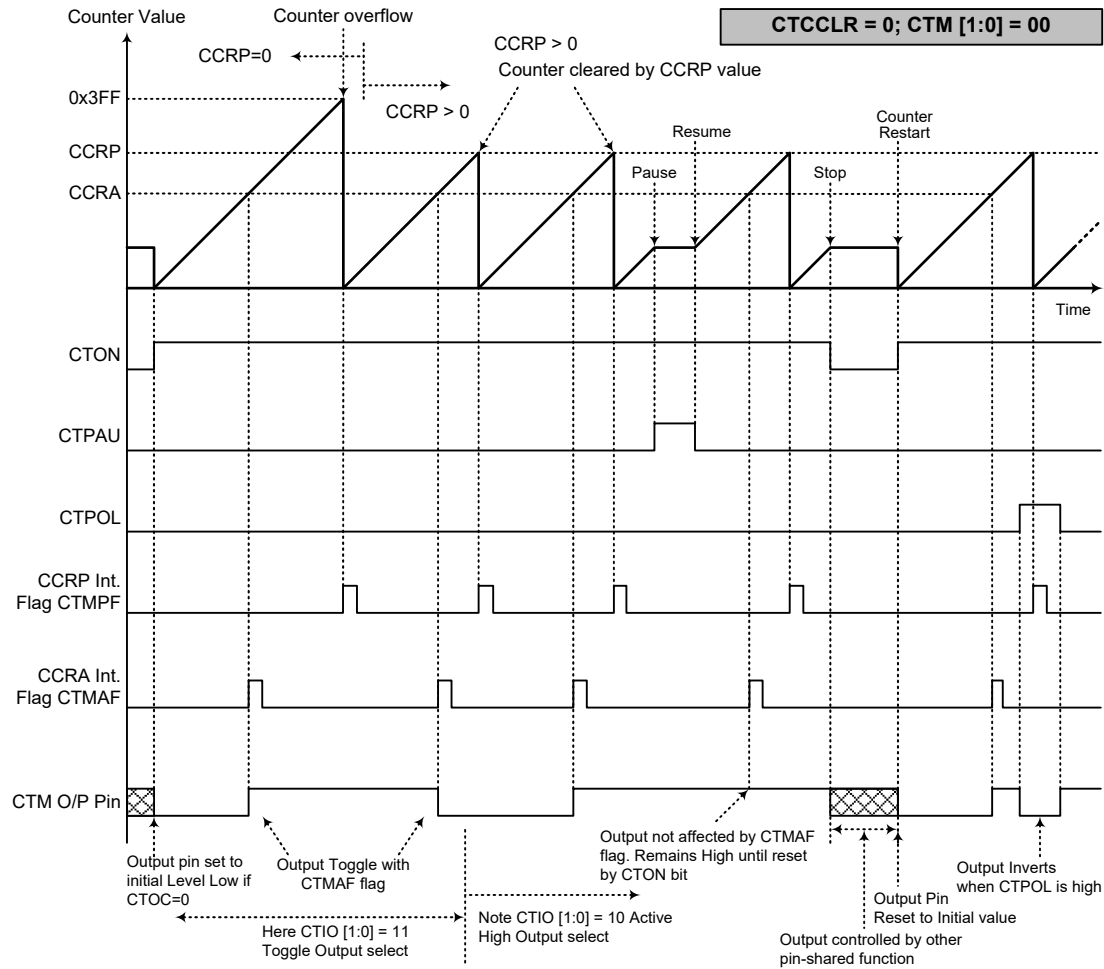 Counter Value
Counter overflow
CTCCLR = 0; CTM [1:0] = 00
CCRP=0
CCRP > 0
CCRP > 0
Counter cleared by CCRP value
0x3FF
CCRP
CCRA
Pause
Resume
Stop
Counter
Restart
Time
CTON
CTPAU
CTPOL
CCRP Int.
Flag CTMPF
CCRA Int.
Flag CTMAF
CTM O/P Pin
Output pin set to
initial Level Low if
CTOC=0
Output Toggle with
CTMAF flag
Here CTIO [1:0] = 11
Toggle Output select
Note CTIO [1:0] = 10 Active
High Output select
Output not affected by CTMAF
flag. Remains High until reset
by CTON bit
Output controlled by other
pin-shared function
Output Pin
Reset to Initial value
Output Inverts
when CTPOL is high